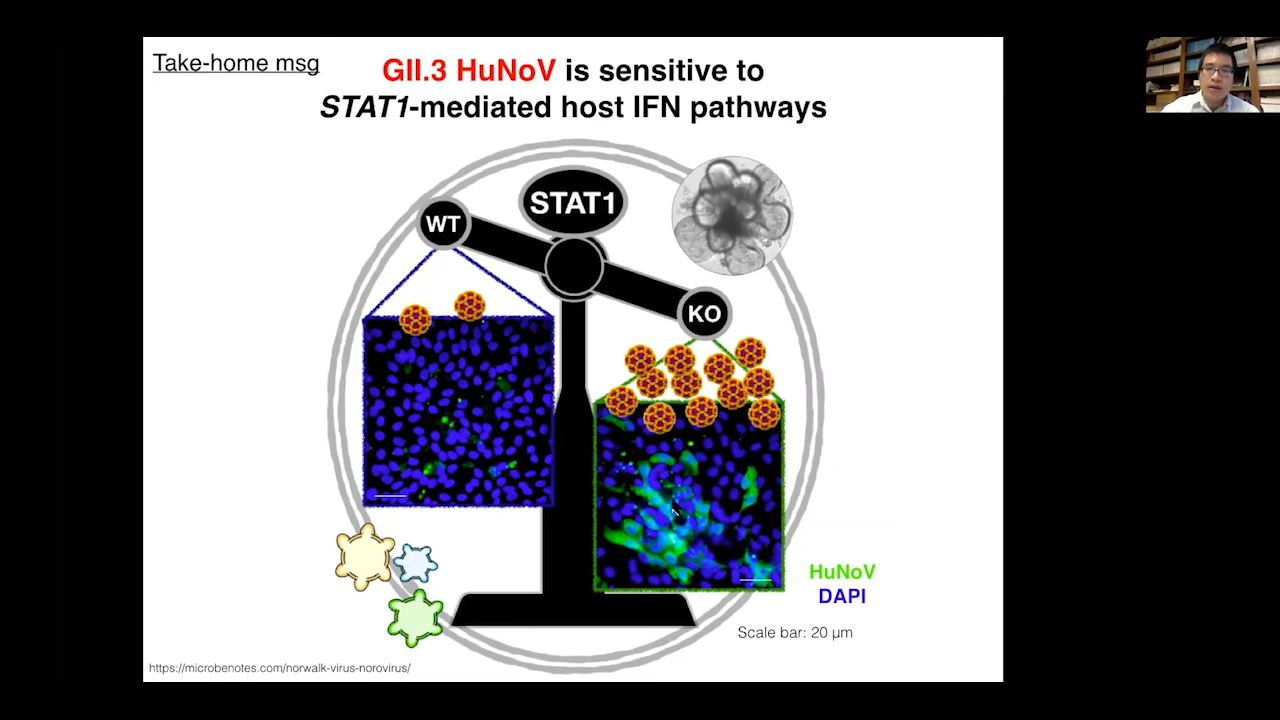 Take-home msg
GII.3 HuNoV is sensitive to
STAT1-mediated host IFN pathways
STAT1
WT
KO
HuNoV
DAPI
Scale bar: 20 µm
https://microbenotes.com/norwalk-virus-norovirus/